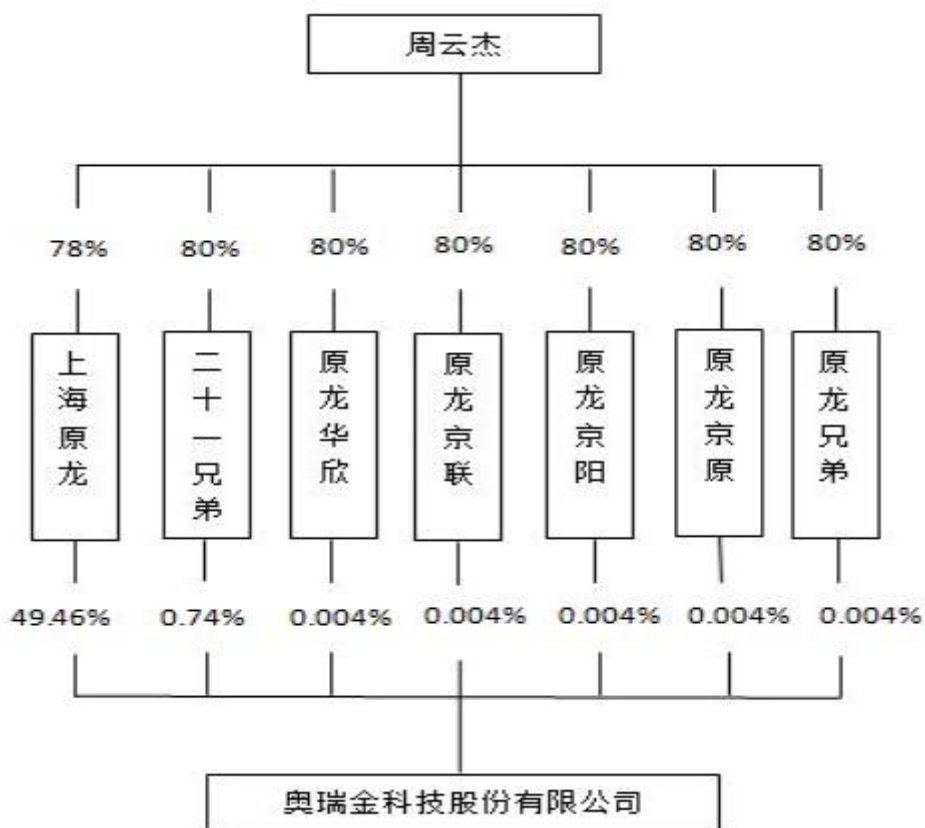 周云杰
78% 80% 80% 80% 80% 80% 80%
上海原龙
二十一兄弟
原龙华欣
原龙京联
原龙京阳
原龙京原
原龙兄弟
49.46% 0.74% 0.004% 0.004% 0.004% 0.004% 0.004%
奥瑞金科技股份有限公司